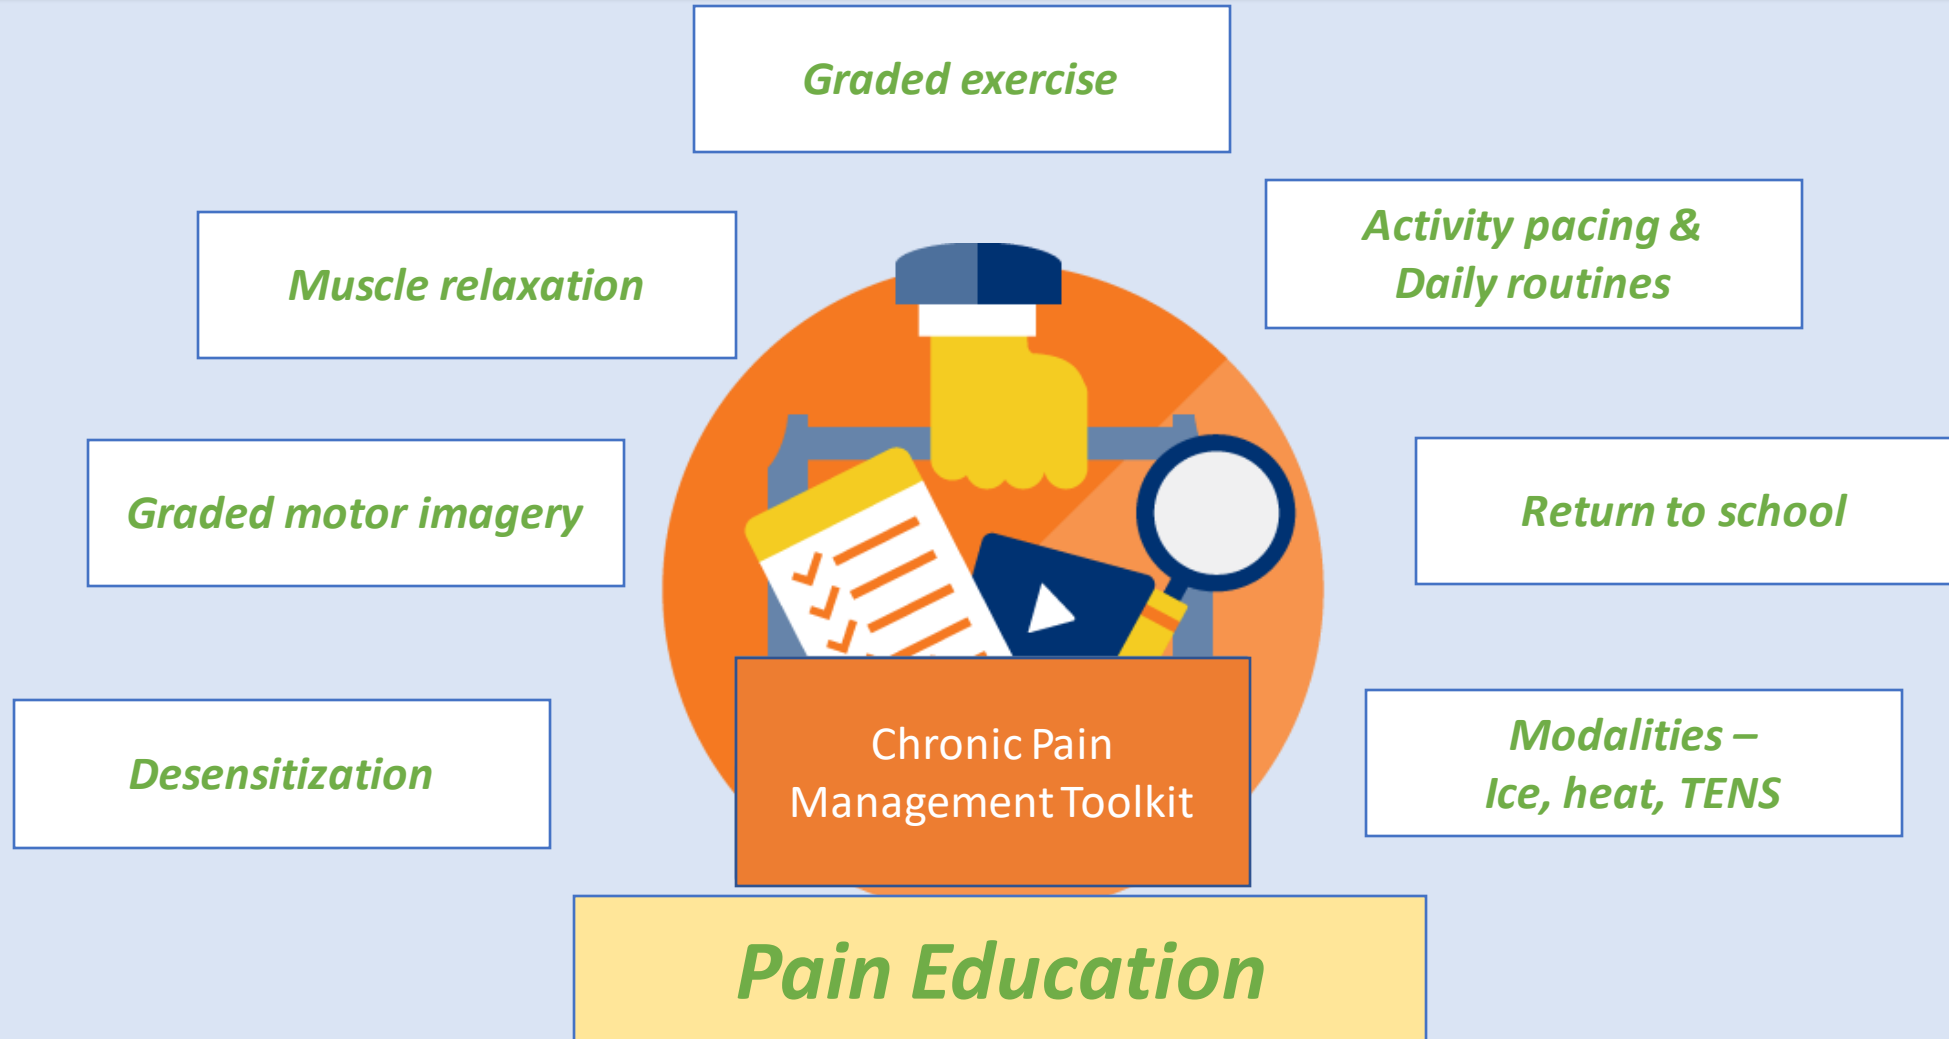 Graded exercise
Activity pacing &
Daily routines
Muscle relaxation
Graded motor imagery
Return to school
Desensitization
Modalities –
Ice, heat, TENS
Chronic Pain
Management Toolkit
Pain Education